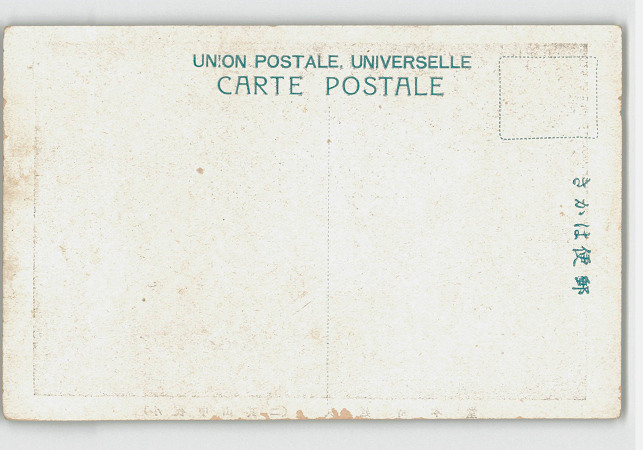 UNION POSTALE, UNIVERSELLE
CARTE POSTALE
きかは便郵